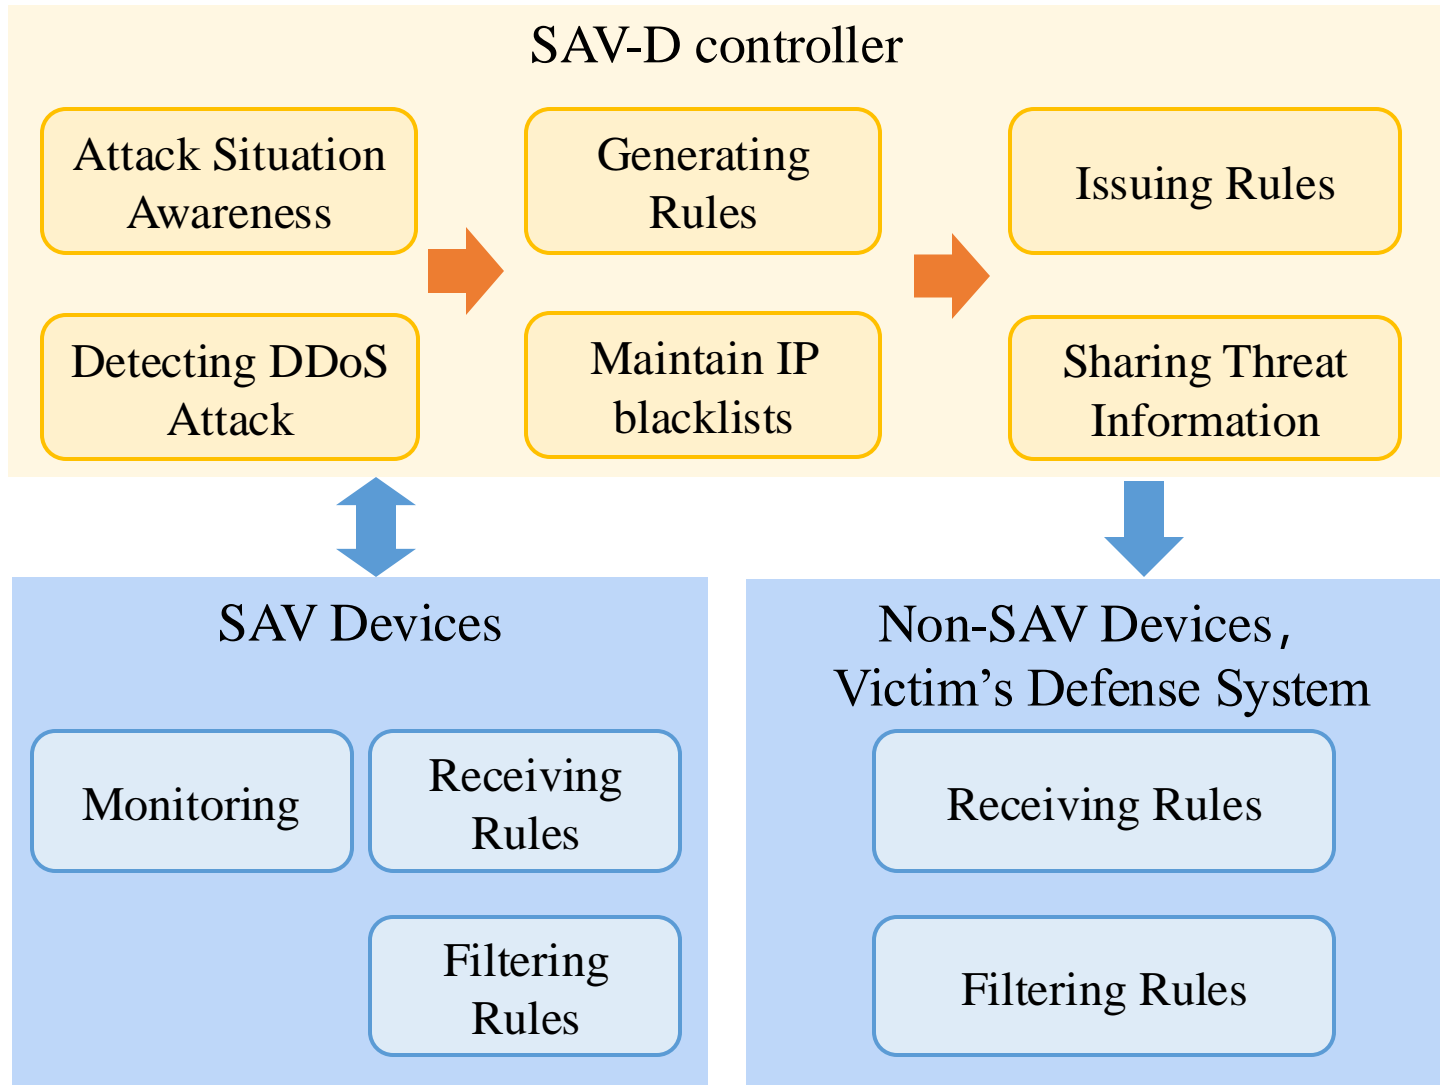 SAV-D controller
Attack Situation
Awareness
Generating
Rules
Issuing Rules
Detecting DDoS
Attack
Maintain IP
blacklists
Sharing Threat
Information
SAV Devices
Monitoring
Receiving
Rules
Filtering
Rules
Non-SAV Devices,
Victim’s Defense System
Receiving Rules
Filtering Rules